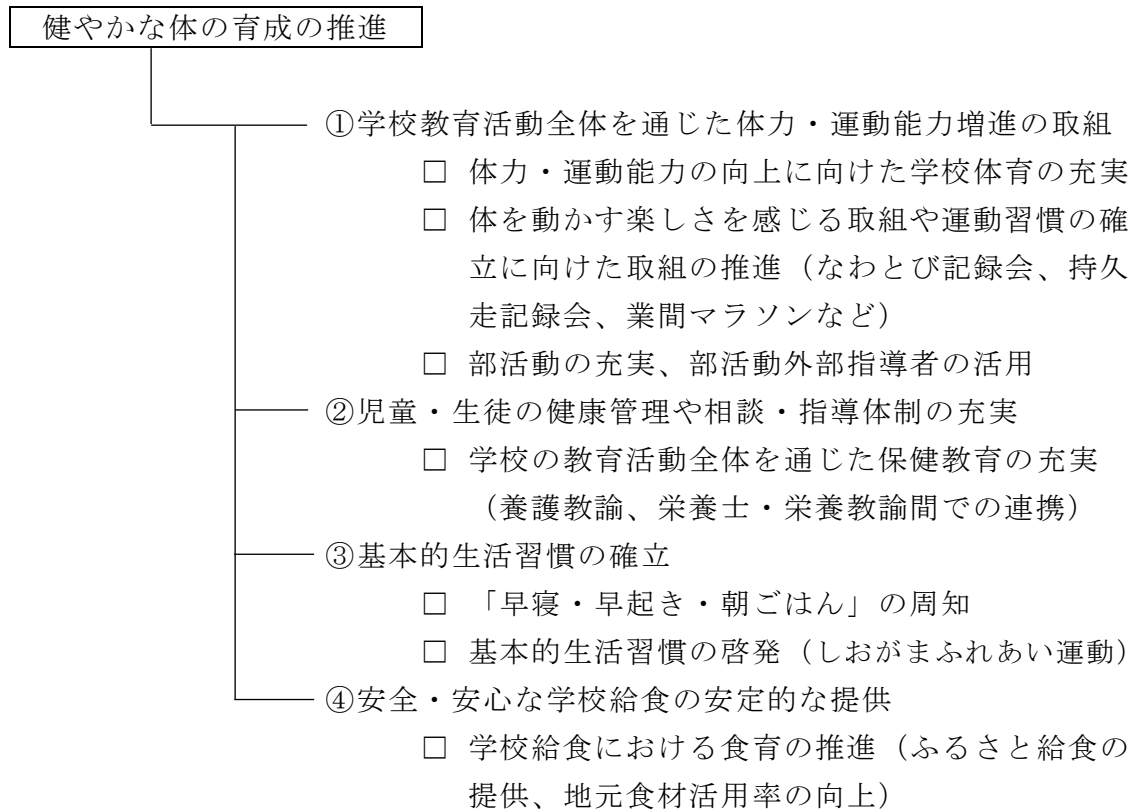 健やかな体の育成の推進
①学校教育活動全体を通じた体力・運動能力増進の取組
□ 体力・運動能力の向上に向けた学校体育の充実
□ 体を動かす楽しさを感じる取組や運動習慣の確
立に向けた取組の推進（なわとび記録会、持久
走記録会、業間マラソンなど）
□ 部活動の充実、部活動外部指導者の活用
②児童・生徒の健康管理や相談・指導体制の充実
□ 学校の教育活動全体を通じた保健教育の充実
（養護教諭、栄養士・栄養教諭間での連携）
③基本的生活習慣の確立
□ 「早寝・早起き・朝ごはん」の周知
□ 基本的生活習慣の啓発（しおがまふれあい運動）
④安全・安心な学校給食の安定的な提供
□ 学校給食における食育の推進（ふるさと給食の
提供、地元食材活用率の向上）